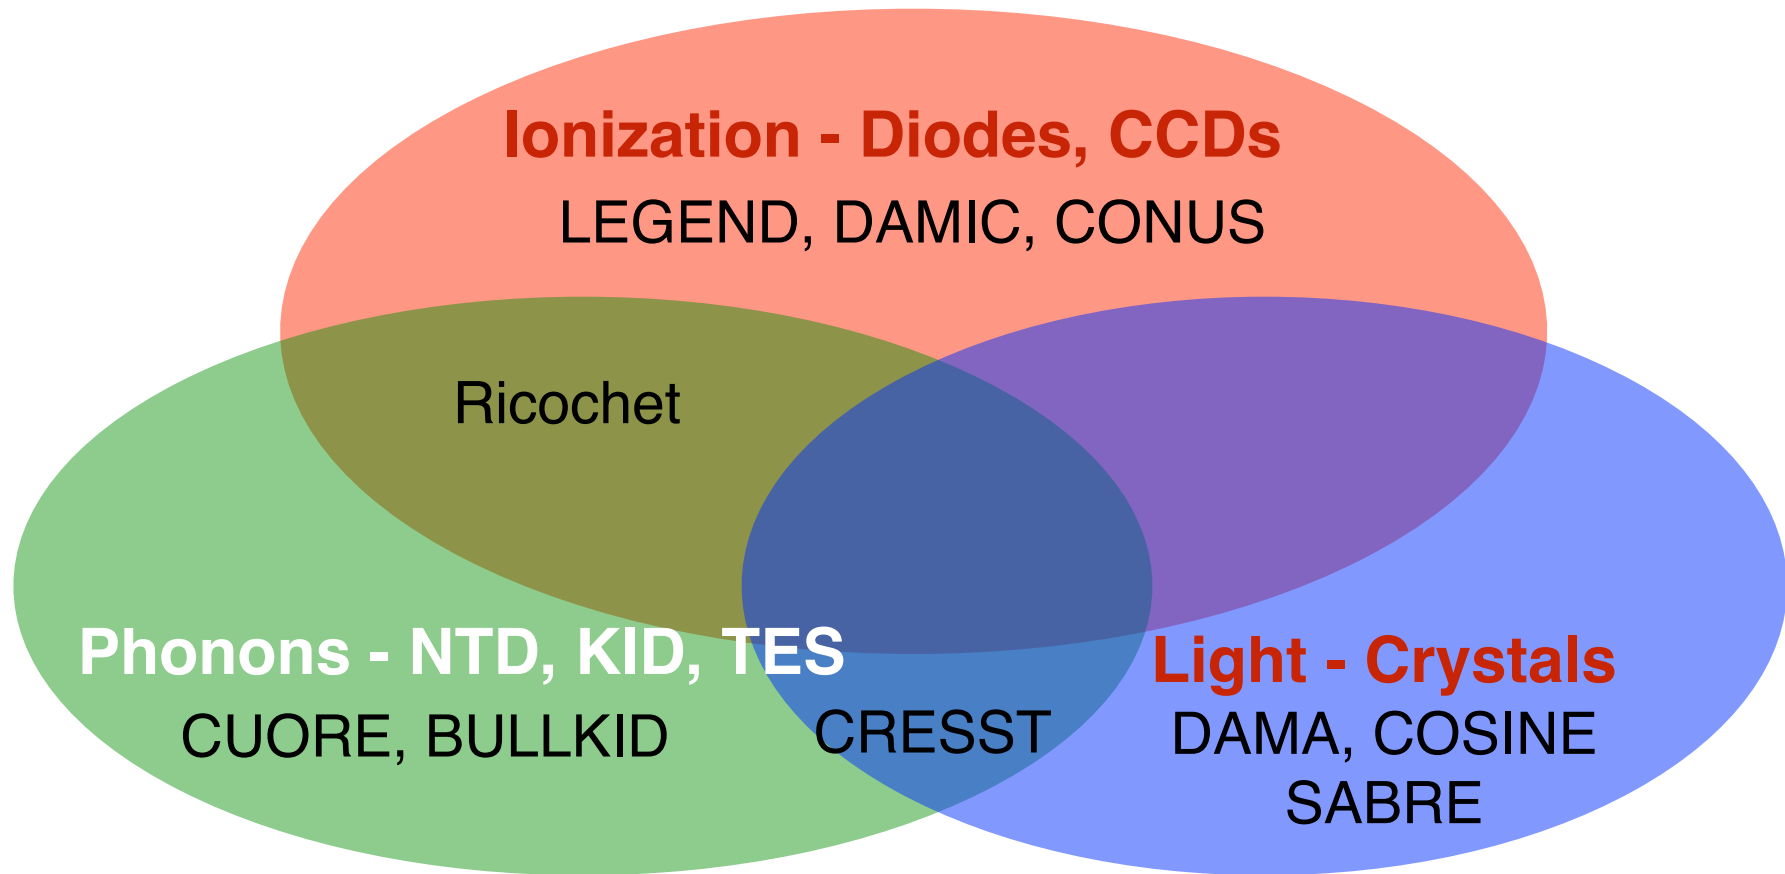 Ionization - Diodes, CCDs
LEGEND, DAMIC, CONUS
Ricochet
Phonons - NTD, KID, TES
CUORE, BULLKID
CRESST
Light - Crystals
DAMA, COSINE
SABRE